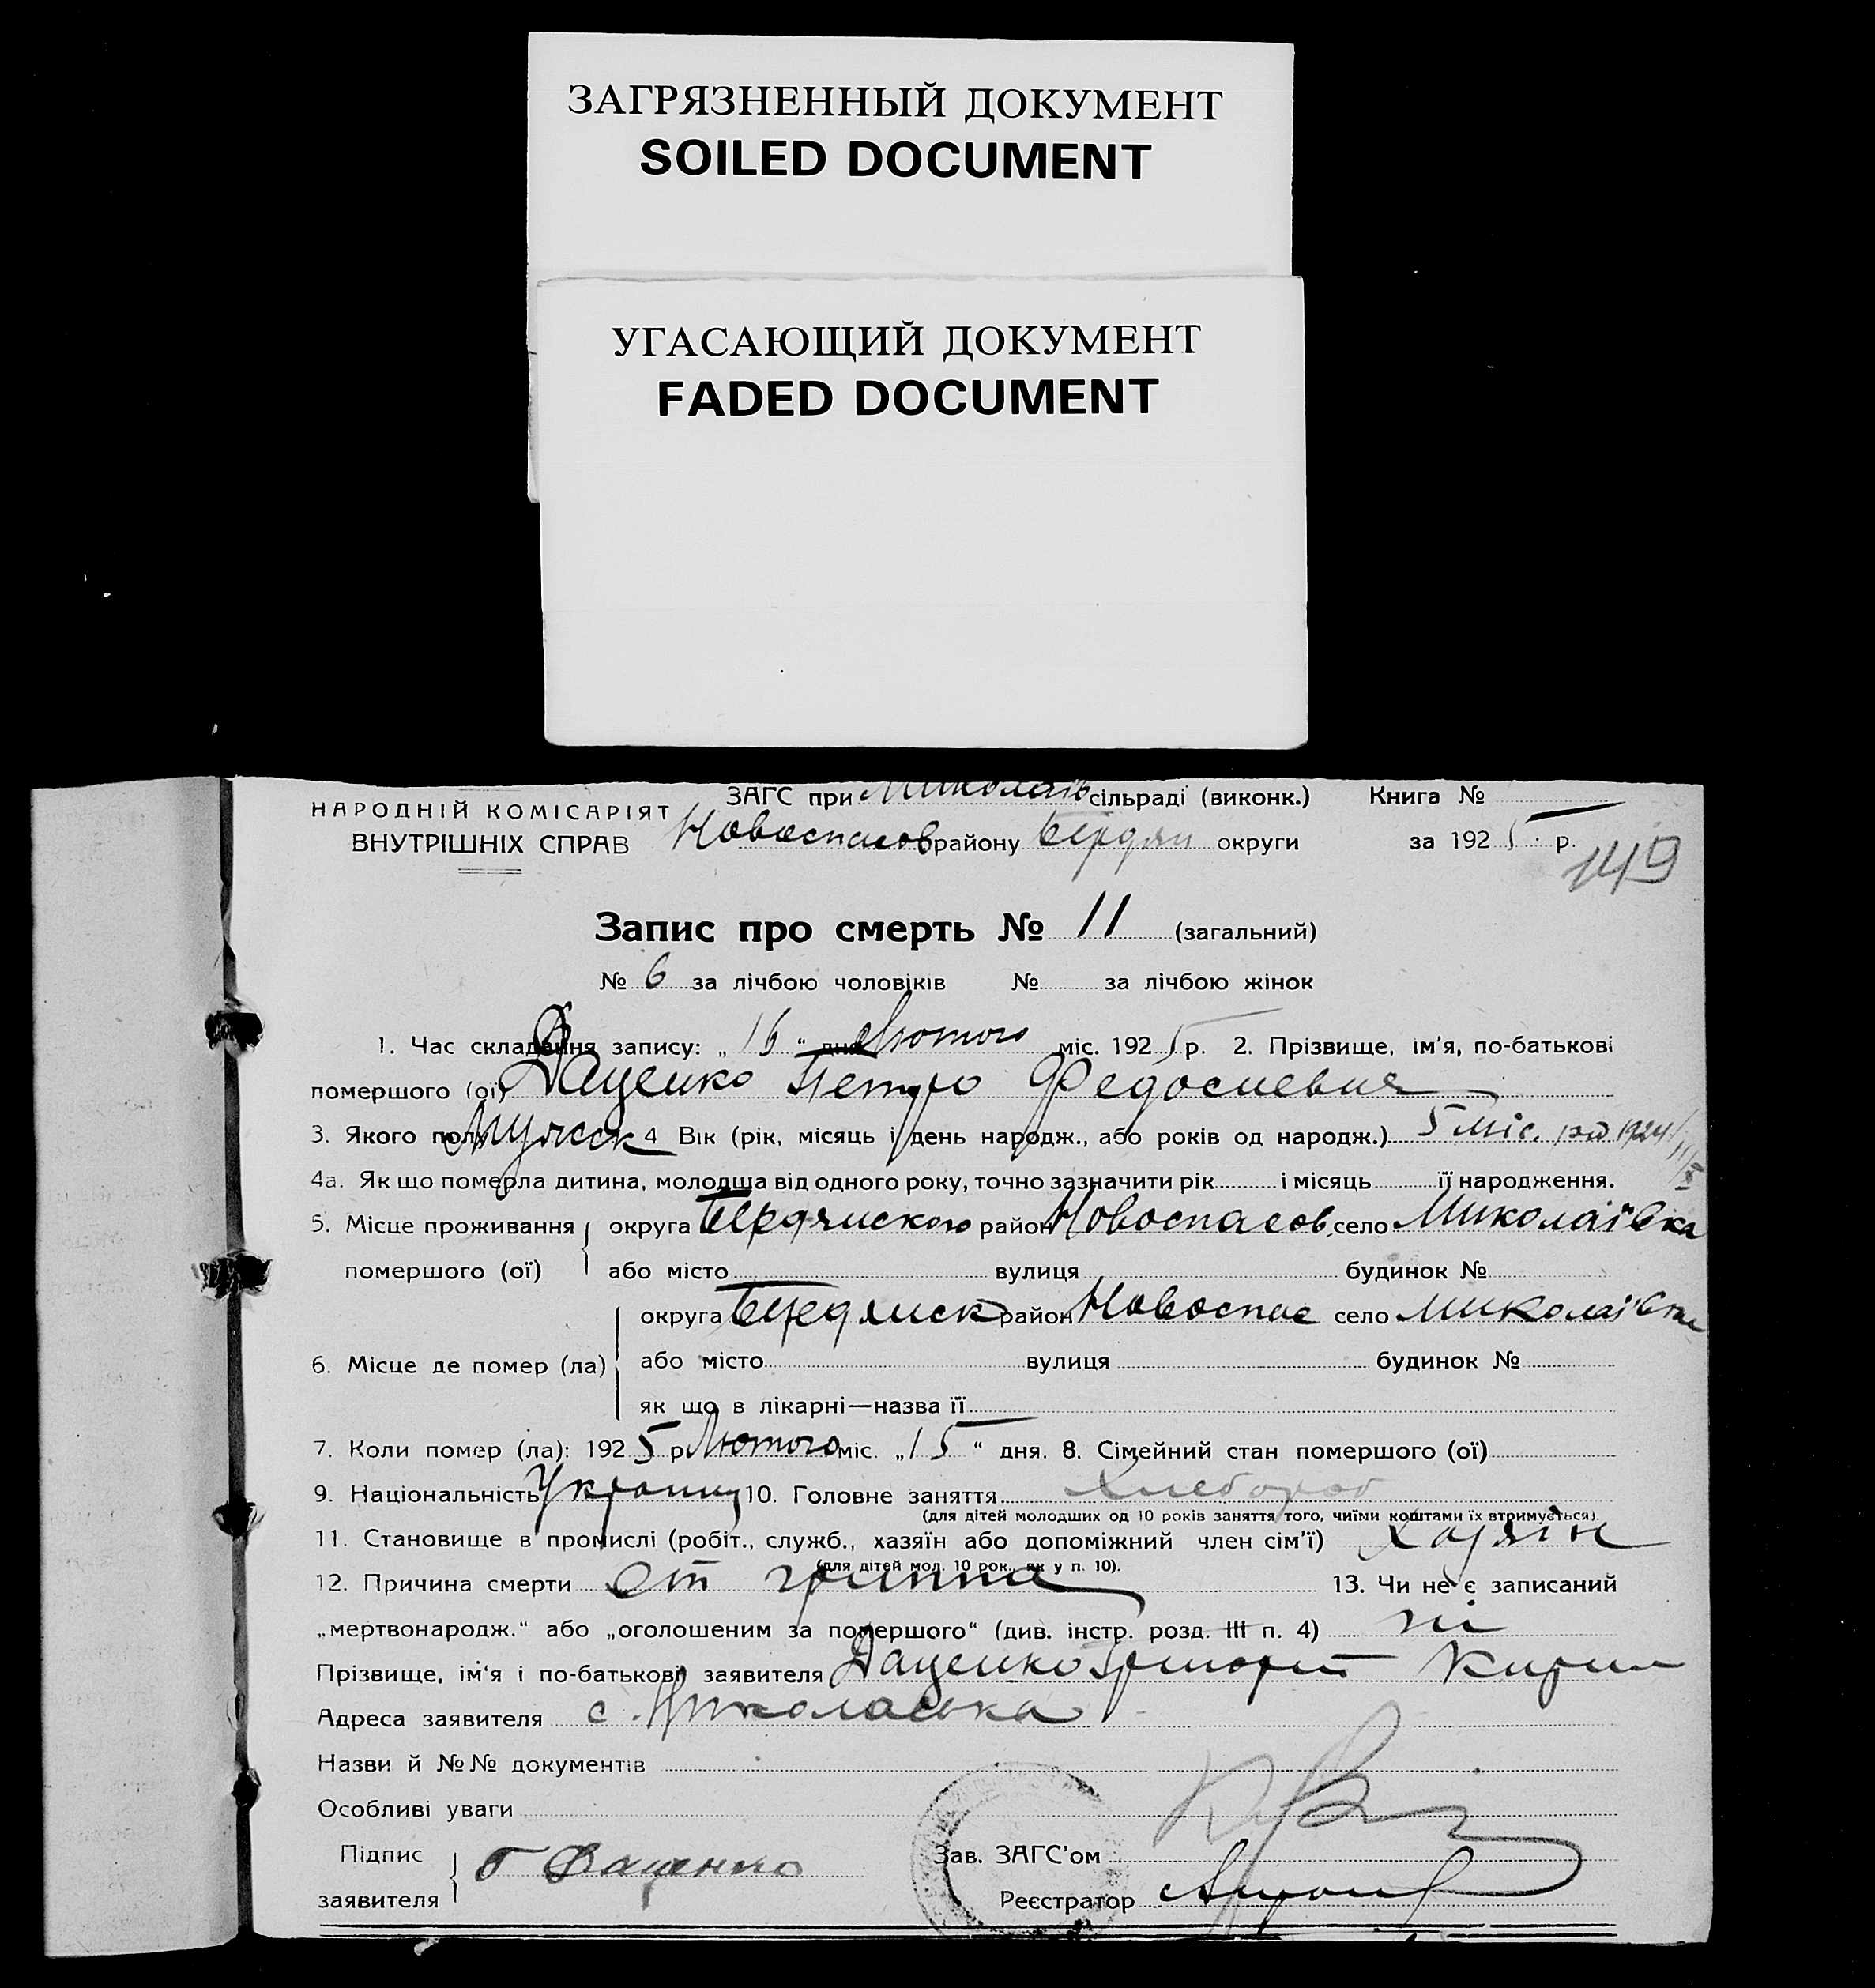 ЗАГРЯЗНЕННЫЙ ДОКУМЕНТ
SOILED DOCUMENT
УГАСАЮЩИЙ ДОКУМЕНТ
FADED DOCUMENT
НАРОДНІЙ КОМІСАРІЯТ ЗАГС при Миколаїв сільраді (виконк.) Книга №
ВНУТРІШНІХ СПРАВ Новоспасов району Бердян округи за 1925 р.
149
Запис про смерть № 11 (загальний)
№ 6 за лічбою чоловіків № за лічбою жінок
1. Час складення запису: „16“ дня Лютого міс. 1925 р. 2. Прізвище, ім'я, по-батькові
помершого (ої) Даценко Петро Федосиевич
3. Якого полу Мужск 4 Вік (рік, місяць і день народж., або років од народж.) 5 міс. 1924
4а. Як що померла дитина, молодша від одного року, точно зазначити рік і місяць її народження.
5. Місце проживання округа Бердянского район Новоспасов. село Миколаївка
помершого (ої) або місто вулиця будинок №
округа Бердянск район Новоспас село Миколаївка
6. Місце де помер (ла) або місто вулиця будинок №
як що в лікарні—назва її
7. Коли помер (ла): 1925 р Лютого міс. „15“ дня. 8. Сімейний стан помершого (ої)
9. Національність Украинц 10. Головне заняття Хлебороб
(для дітей молодших од 10 років заняття того, чиїми коштами їх втримується).
11. Становище в промислі (робіт., служб., хазяїн або допоміжний член сім'ї) Хазяїн
(для дітей мол. 10 рок. як у п. 10).
12. Причина смерти От гриппа 13. Чи не є записаний
„мертвонародж.“ або „оголошеним за помершого“ (див. інстр. розд. III п. 4) ні
Прізвище, ім'я і по-батькові заявителя Даценко Григорий Кирил
Адреса заявителя с. Николаевка
Назви й №№ документів
Особливі уваги
Підпис
заявителя Г Даценко
Зав. ЗАГС'ом
Реєстратор